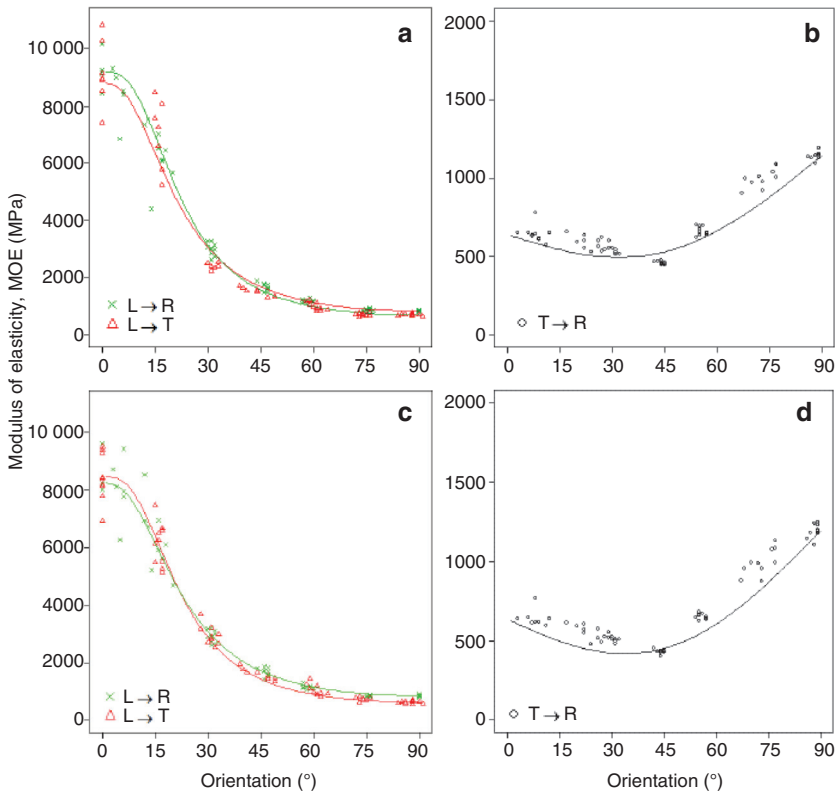 Modulus of elasticity, MOE (MPa)
a
10 000
8000
6000
4000
2000
0
× L→R
△ L→T
0 15 30 45 60 75 90
b
2000
1500
1000
500
0
○ T→R
0 15 30 45 60 75 90
c
10 000
8000
6000
4000
2000
0
× L→R
△ L→T
0 15 30 45 60 75 90
Orientation (°)
d
2000
1500
1000
500
0
○ T→R
0 15 30 45 60 75 90
Orientation (°)